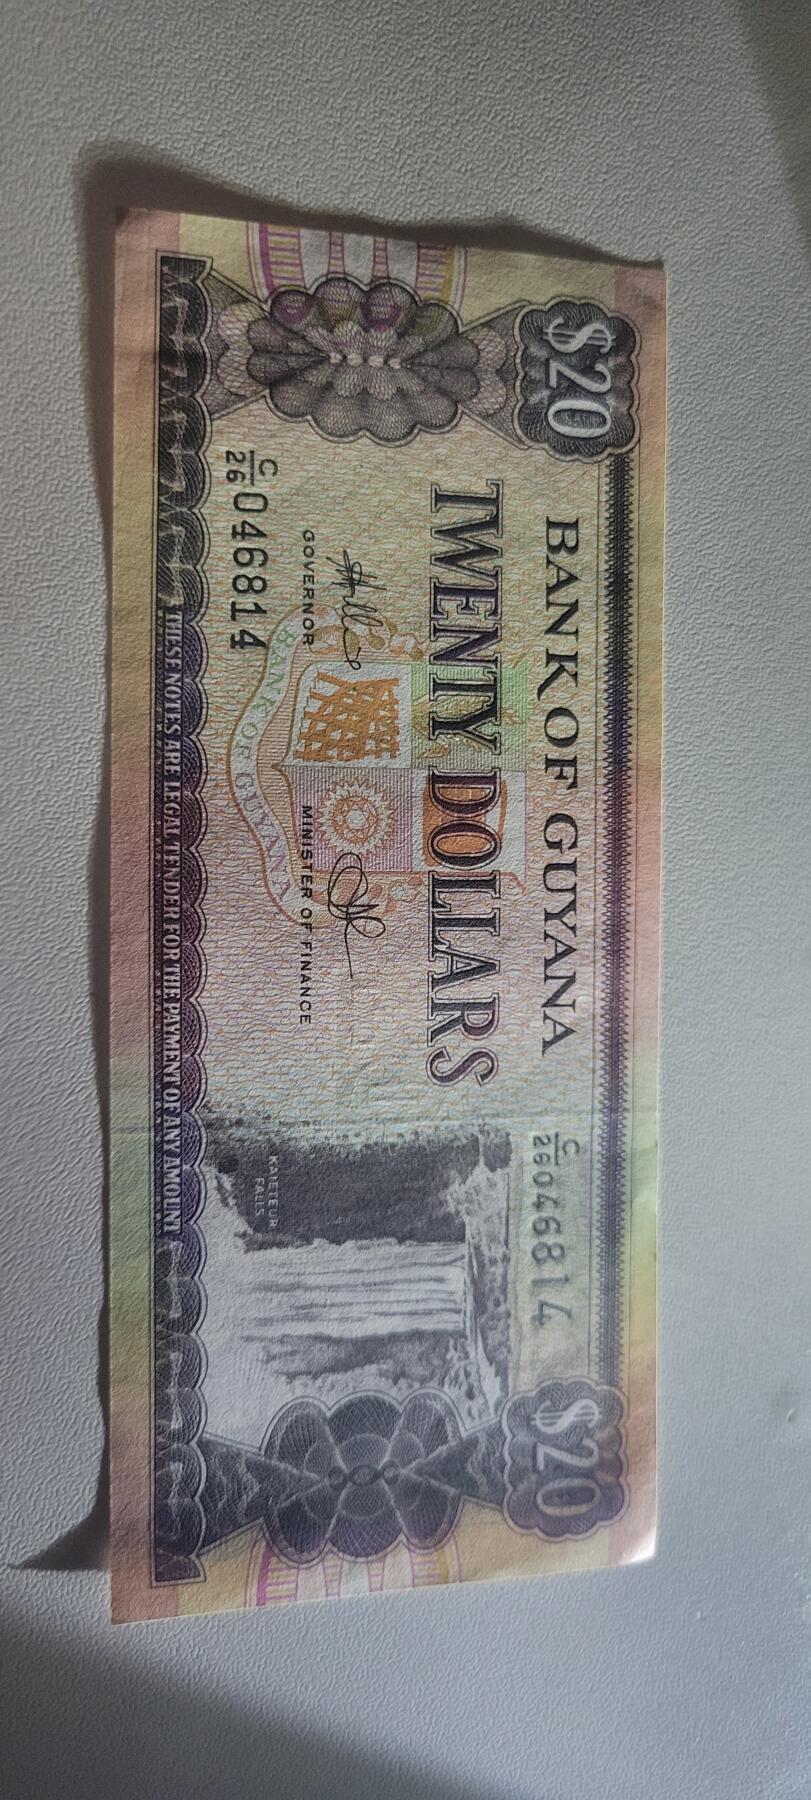 $20
BANK OF GUYANA
$20
C/26 046814
TWENTY DOLLARS
GOVERNOR
MINISTER OF FINANCE
KAIETEUR
FALLS
C/26 046814
BANK OF GUYANA
THESE NOTES ARE LEGAL TENDER FOR THE PAYMENT OF ANY AMOUNT